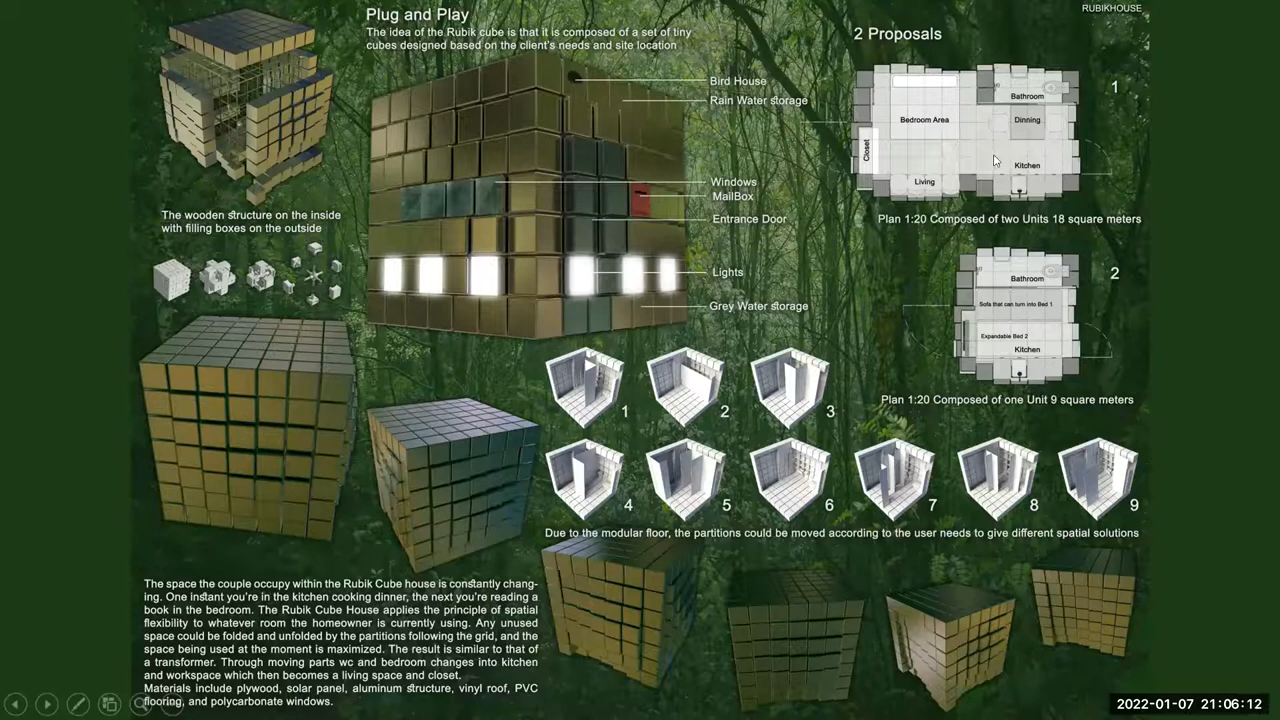 RUBIKHOUSE
Plug and Play
The idea of the Rubik cube is that it is composed of a set of tiny
cubes designed based on the client's needs and site location
Bird House
Rain Water storage
Windows
MailBox
Entrance Door
Lights
Grey Water storage
The wooden structure on the inside
with filling boxes on the outside
2 Proposals
1
Bathroom
Bedroom Area
Dinning
Closet
Kitchen
Living
Plan 1:20 Composed of two Units 18 square meters
2
Bathroom
Sofa that can turn into Bed 1
Expandable Bed 2
Kitchen
Plan 1:20 Composed of one Unit 9 square meters
1
2
3
4
5
6
7
8
9
Due to the modular floor, the partitions could be moved according to the user needs to give different spatial solutions
The space the couple occupy within the Rubik Cube house is constantly chang-
ing. One instant you're in the kitchen cooking dinner, the next you're reading a
book in the bedroom. The Rubik Cube House applies the principle of spatial
flexibility to whatever room the homeowner is currently using. Any unused
space could be folded and unfolded by the partitions following the grid, and the
space being used at the moment is maximized. The result is similar to that of
a transformer. Through moving parts wc and bedroom changes into kitchen
and workspace which then becomes a living space and closet.
Materials include plywood, solar panel, aluminum structure, vinyl roof, PVC
flooring, and polycarbonate windows.
2022-01-07 21:06:12